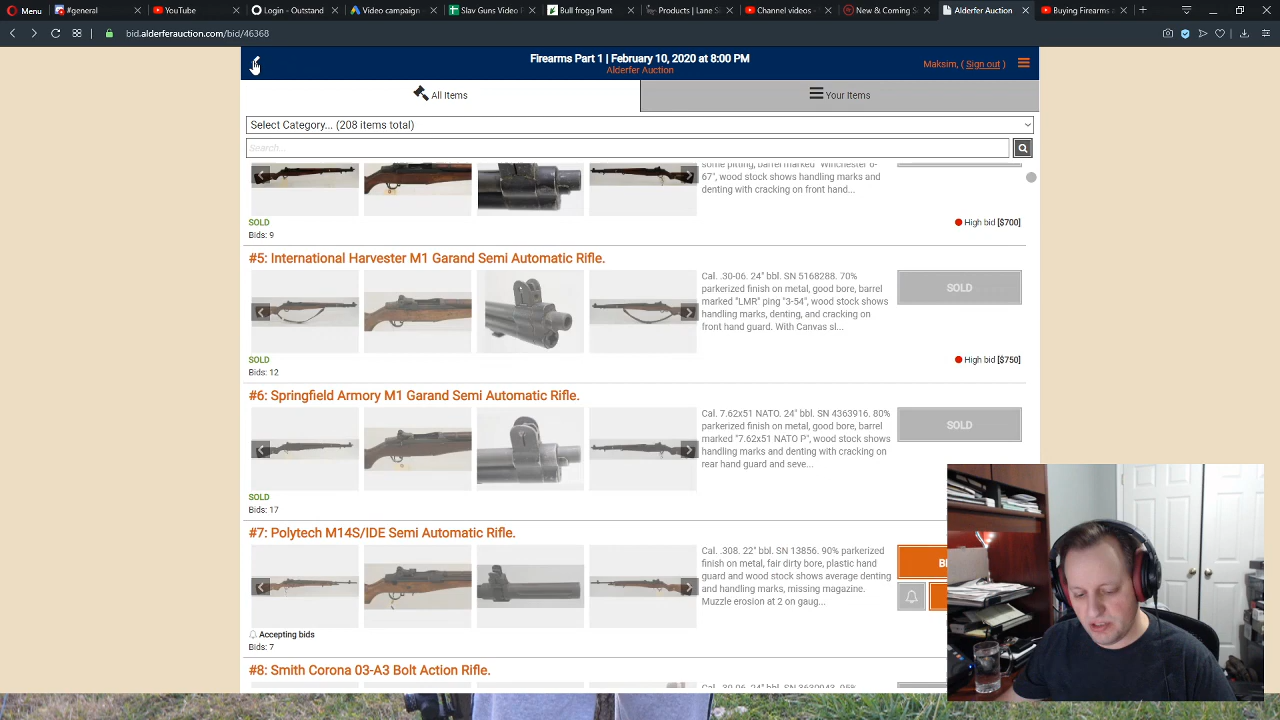 Menu
#general
YouTube
Login - Outstand
Video campaign
Slav Guns Video I
Bull frogg Pant
Products | Lane S
Channel videos -
New & Coming S
Alderfer Auction
Buying Firearms
bid.alderferauction.com/bid/46368
Firearms Part 1 | February 10, 2020 at 8:00 PM
Alderfer Auction
Maksim, ( Sign out )
All Items
Your Items
Select Category... (208 items total)
Search...
some pitting, barrel marked "Winchester 6-
67", wood stock shows handling marks and
denting with cracking on front hand...
SOLD
High bid [$700]
Bids: 9
#5: International Harvester M1 Garand Semi Automatic Rifle.
Cal. .30-06. 24" bbl. SN 5168288. 70%
parkerized finish on metal, good bore, barrel
marked "LMR" ping "3-54", wood stock shows
handling marks, denting, and cracking on
front hand guard. With Canvas sl...
SOLD
SOLD
High bid [$750]
Bids: 12
#6: Springfield Armory M1 Garand Semi Automatic Rifle.
Cal. 7.62x51 NATO. 24" bbl. SN 4363916. 80%
parkerized finish on metal, good bore, barrel
marked "7.62x51 NATO P", wood stock shows
handling marks and denting with cracking on
rear hand guard and seve...
SOLD
SOLD
Bids: 17
#7: Polytech M14S/IDE Semi Automatic Rifle.
Cal. .308. 22" bbl. SN 13856. 90% parkerized
finish on metal, fair dirty bore, plastic hand
guard and wood stock shows average denting
and handling marks, missing magazine.
Muzzle erosion at 2 on gaug...
Accepting bids
Bids: 7
#8: Smith Corona 03-A3 Bolt Action Rifle.